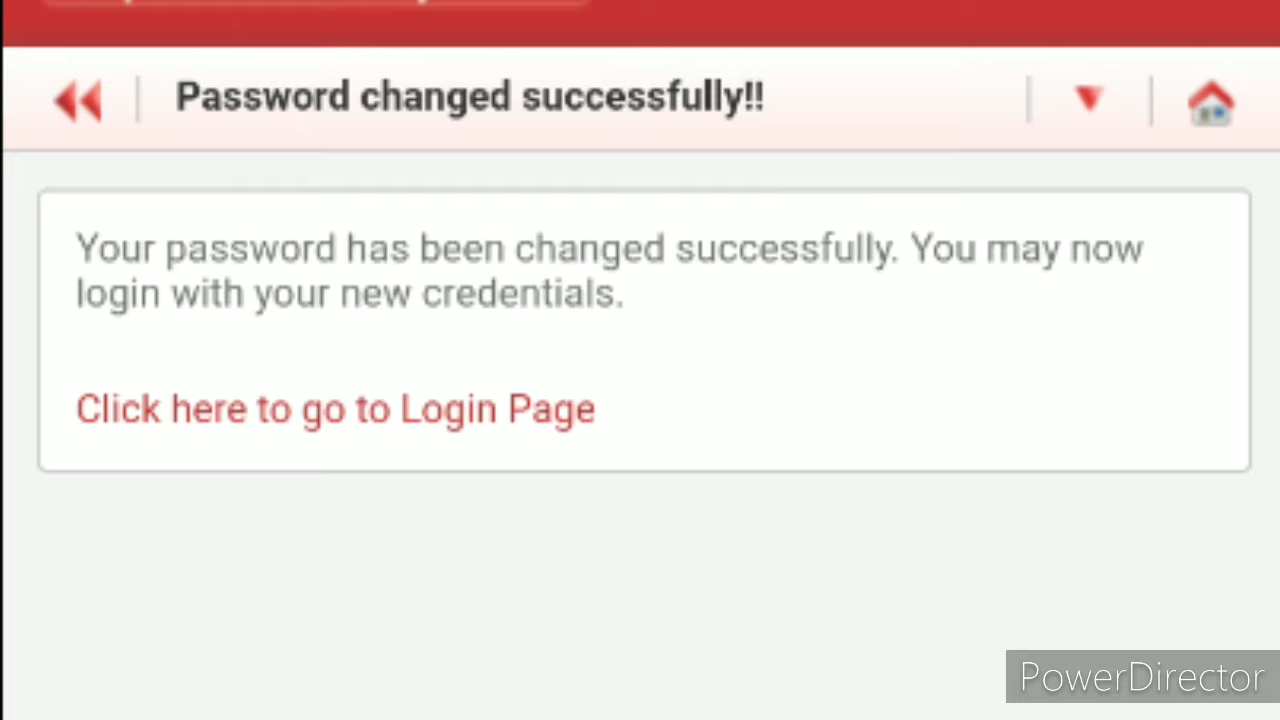 Password changed successfully!!
Your password has been changed successfully. You may now
login with your new credentials.
Click here to go to Login Page
PowerDirector